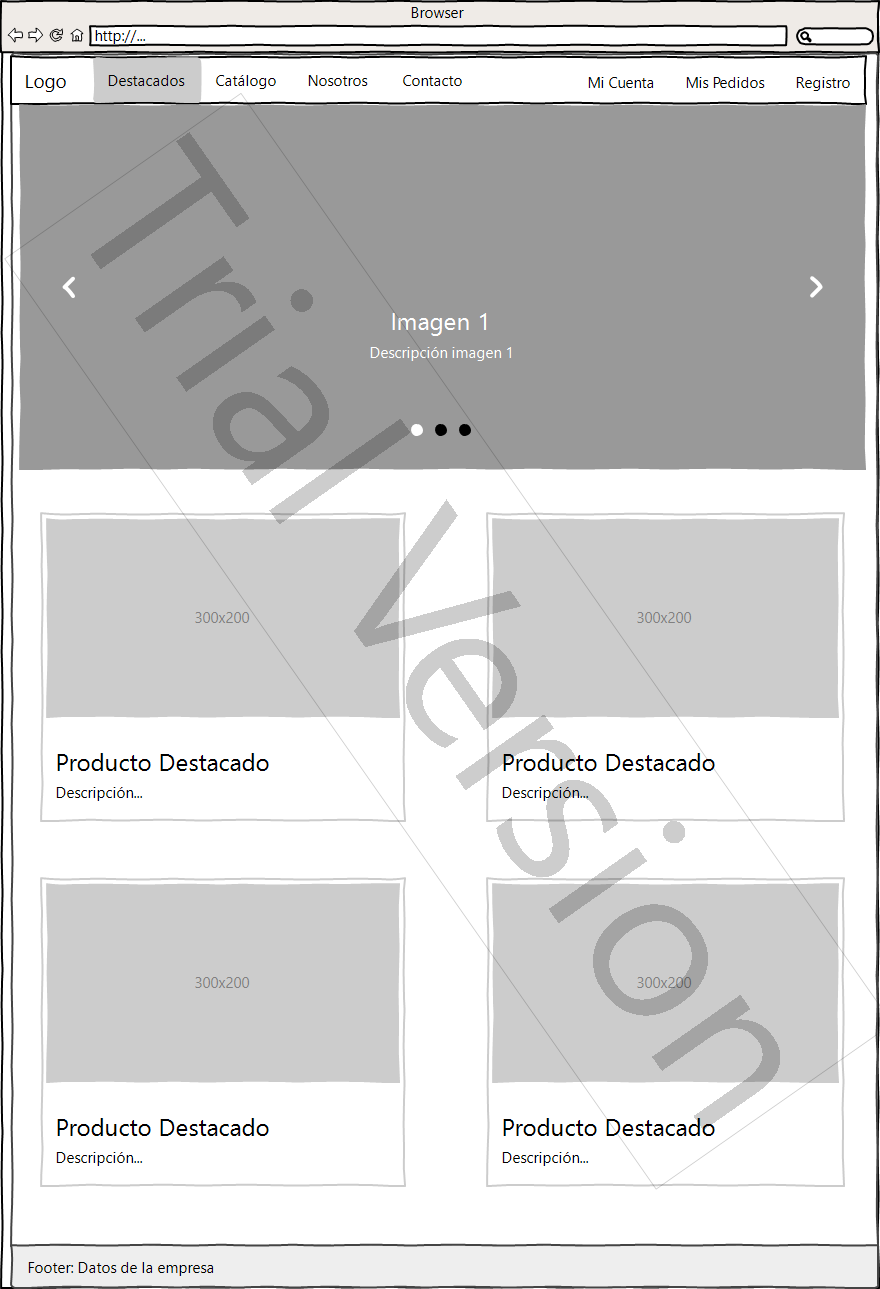 Browser
http://...
Logo Destacados Catálogo Nosotros Contacto Mi Cuenta Mis Pedidos Registro
Imagen 1
Descripción imagen 1
300x200 300x200
Producto Destacado Producto Destacado
Descripción... Descripción...
300x200 300x200
Producto Destacado Producto Destacado
Descripción... Descripción...
Footer: Datos de la empresa
Trial Version